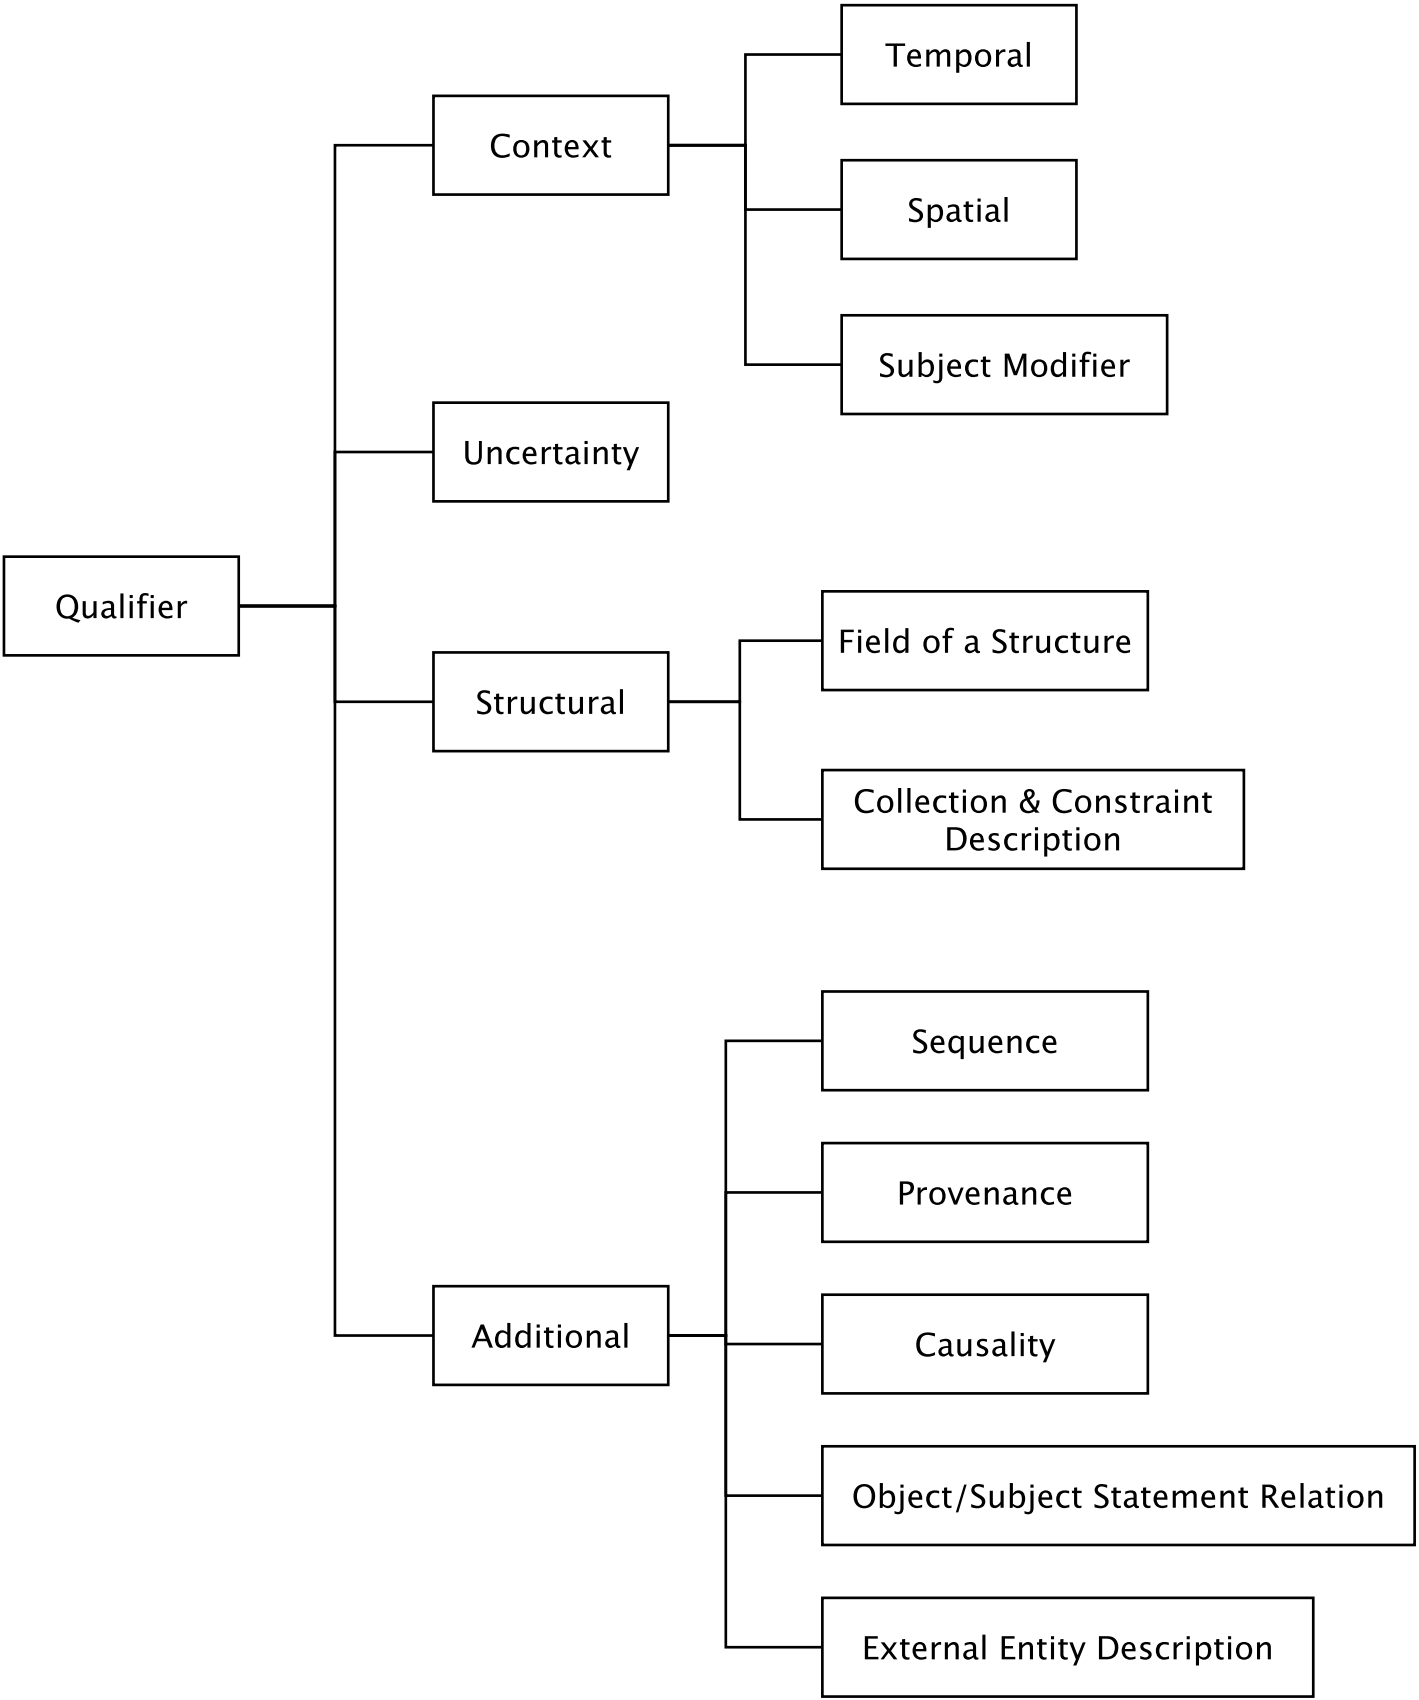 Qualifier
Context
Temporal
Spatial
Subject Modifier
Uncertainty
Structural
Field of a Structure
Collection & Constraint
Description
Additional
Sequence
Provenance
Causality
Object/Subject Statement Relation
External Entity Description